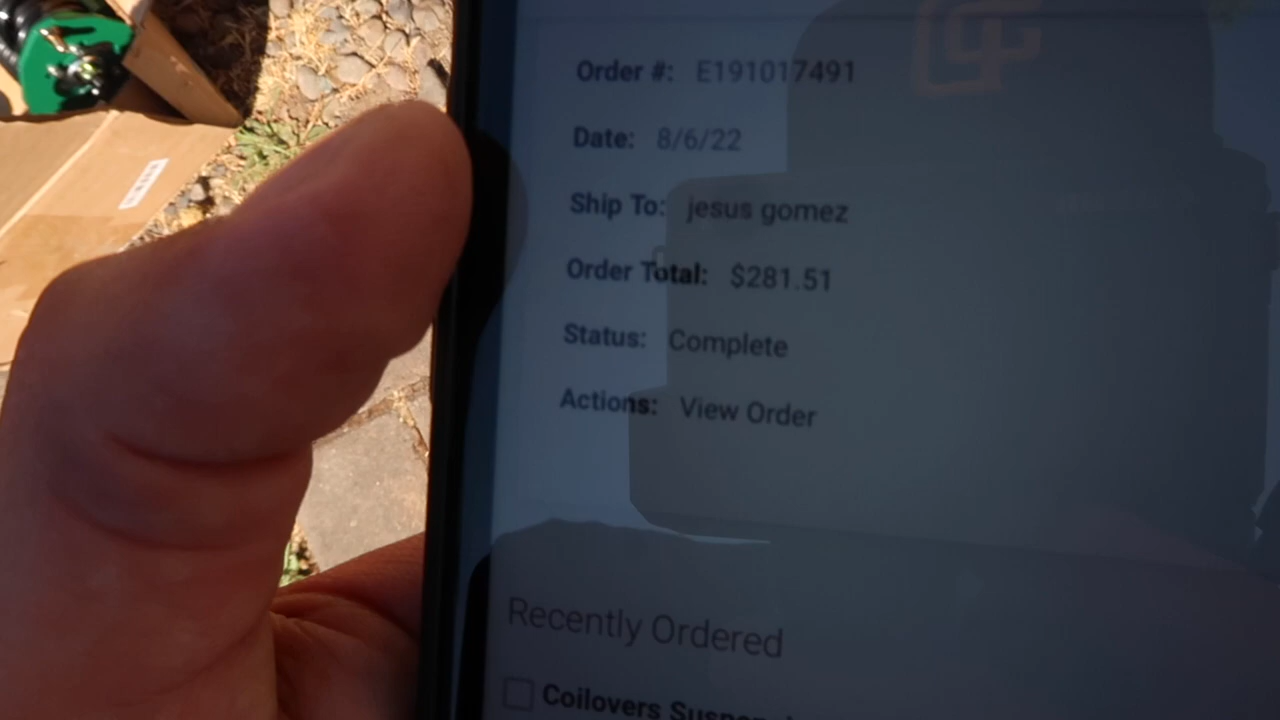 Order #: E191017491
Date: 8/6/22
Ship To: jesus gomez
Order Total: $281.51
Status: Complete
Actions: View Order
Recently Ordered
Coilovers